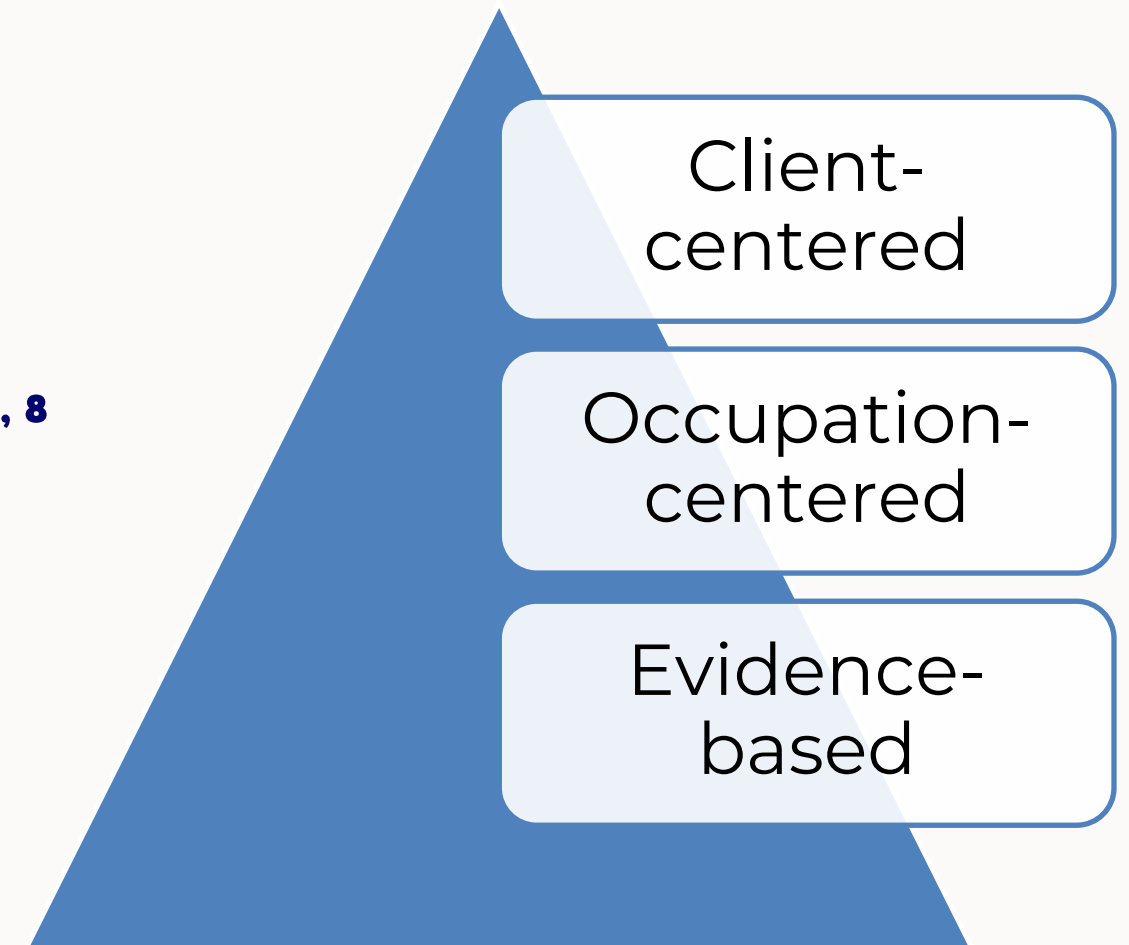 Client-
centered
, 8
Occupation-
centered
Evidence-
based